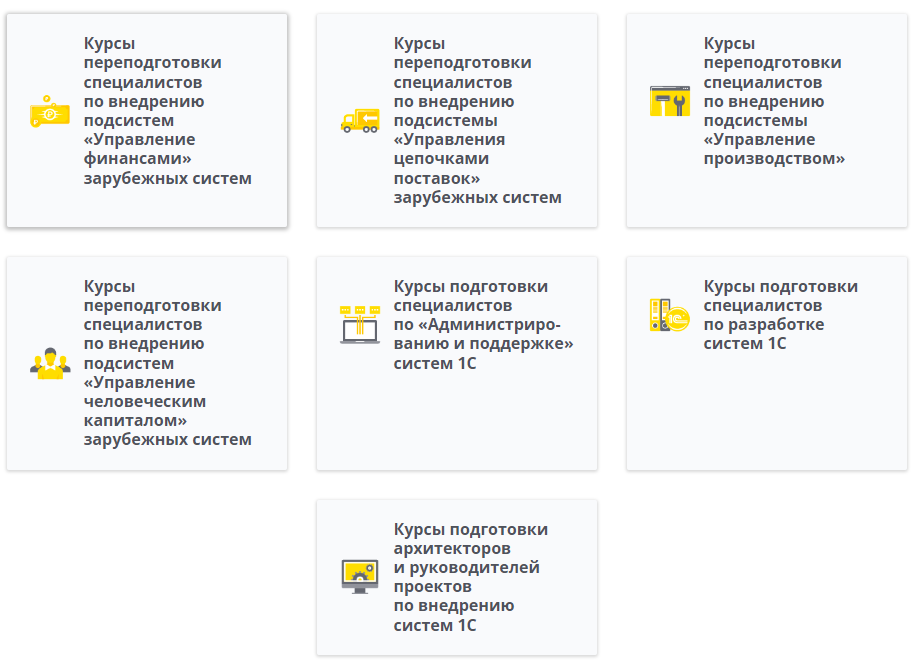 Курсы
переподготовки
специалистов
по внедрению
подсистем
«Управление
финансами»
зарубежных систем
Курсы
переподготовки
специалистов
по внедрению
подсистемы
«Управления
цепочками
поставок»
зарубежных систем
Курсы
переподготовки
специалистов
по внедрению
подсистемы
«Управление
производством»
Курсы
переподготовки
специалистов
по внедрению
подсистем
«Управление
человеческим
капиталом»
зарубежных систем
Курсы подготовки
специалистов
по «Администриро-
ванию и поддержке»
систем 1С
Курсы подготовки
специалистов
по разработке
систем 1С
Курсы подготовки
архитекторов
и руководителей
проектов
по внедрению
систем 1С